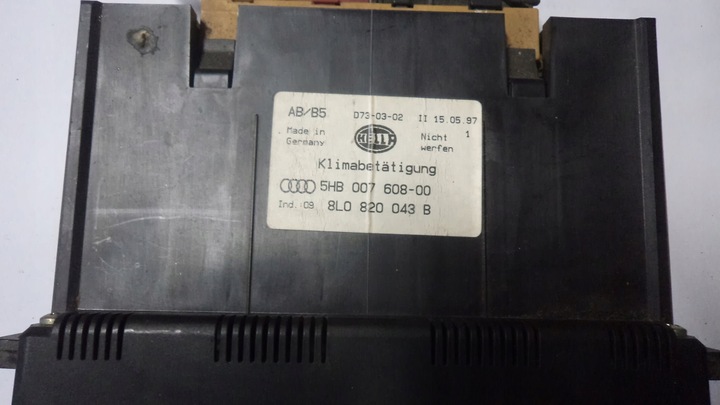 AB/B5 D73-03-02 II 15.05.97
Made in Germany HELLA Nicht werfen 1
Klimabetätigung
5HB 007 608-00
Ind. 09 8L0 820 043 B